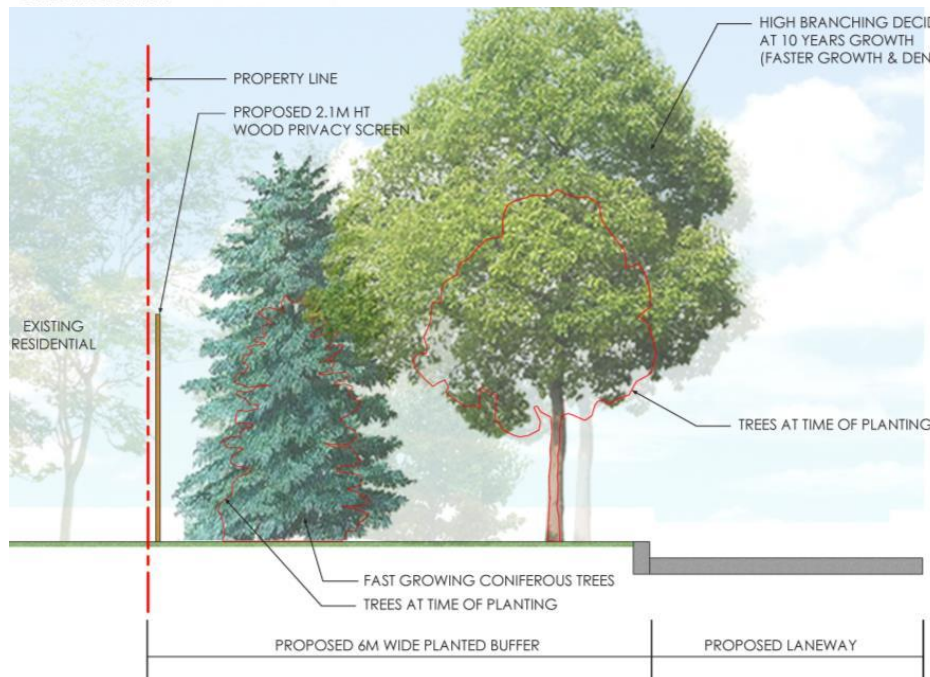 HIGH BRANCHING
AT 10 YEARS GROWTH
(FASTER GROWTH &
PROPERTY LINE
PROPOSED 2.1M HT
WOOD PRIVACY SCREEN
EXISTING
RESIDENTIAL
TREES AT TIME OF PLANTING
FAST GROWING CONIFEROUS TREES
TREES AT TIME OF PLANTING
PROPOSED 6M WIDE PLANTED BUFFER
PROPOSED LANEWAY